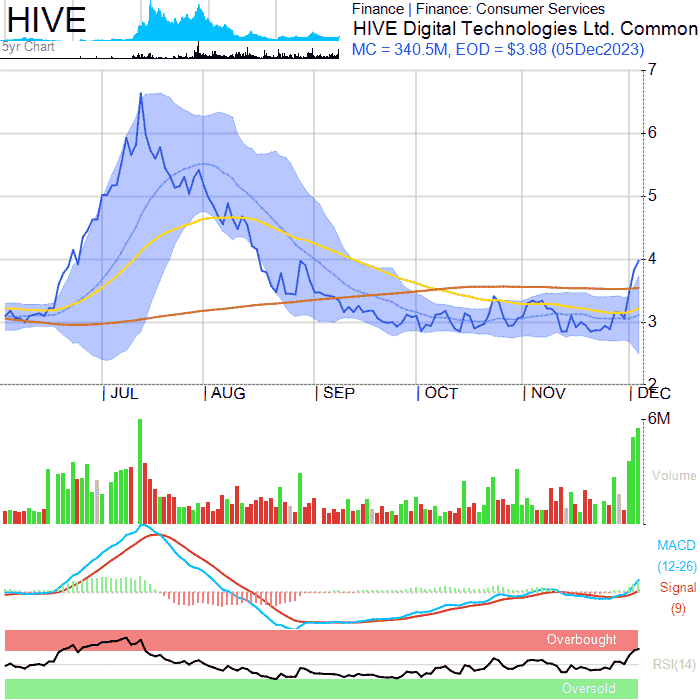 HIVE
5yr Chart
Finance | Finance: Consumer Services
HIVE Digital Technologies Ltd. Common
MC = 340.5M, EOD = $3.98 (05Dec2023)
7
6
5
4
3
2
JUL AUG SEP OCT NOV DEC
6M
Volume
MACD
(12-26)
Signal
(9)
Overbought
RSI(14)
Oversold